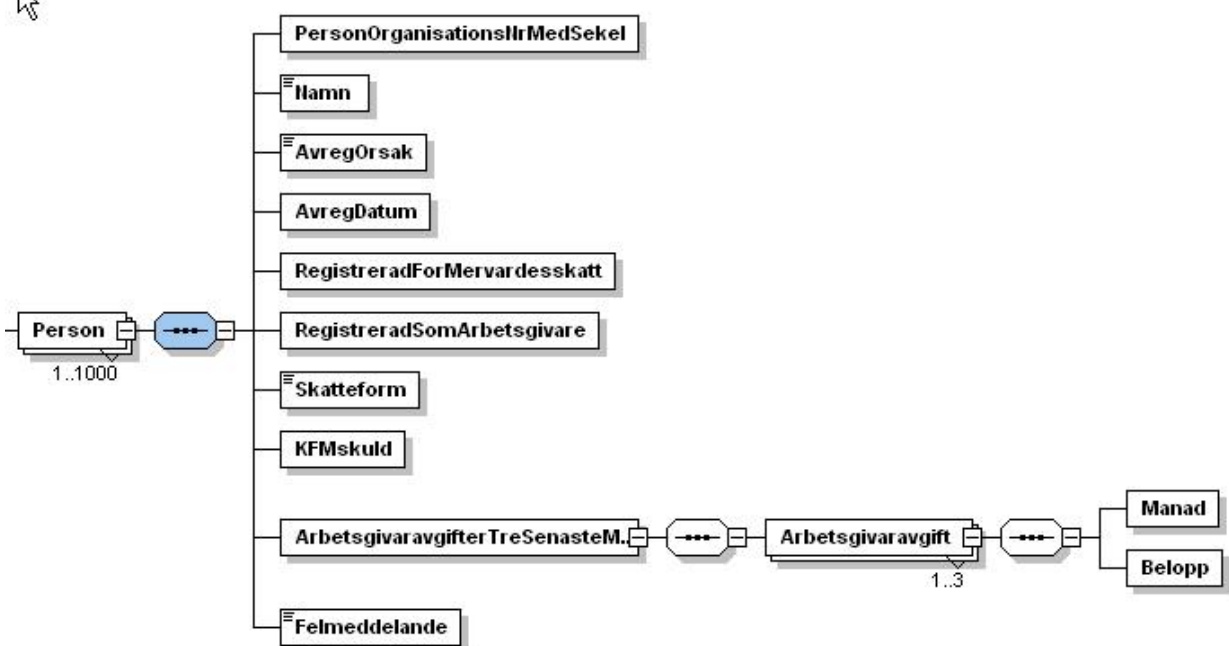 PersonOrganisationsNrMedSekel
Namn
AvregOrsak
AvregDatum
RegistreradForMervardesskatt
Person
1..1000
RegistreradSomArbetsgivare
Skatteform
KFMskuld
ArbetsgivaravgifterTreSenasteM..
Arbetsgivaravgift
1..3
Manad
Belopp
Felmeddelande